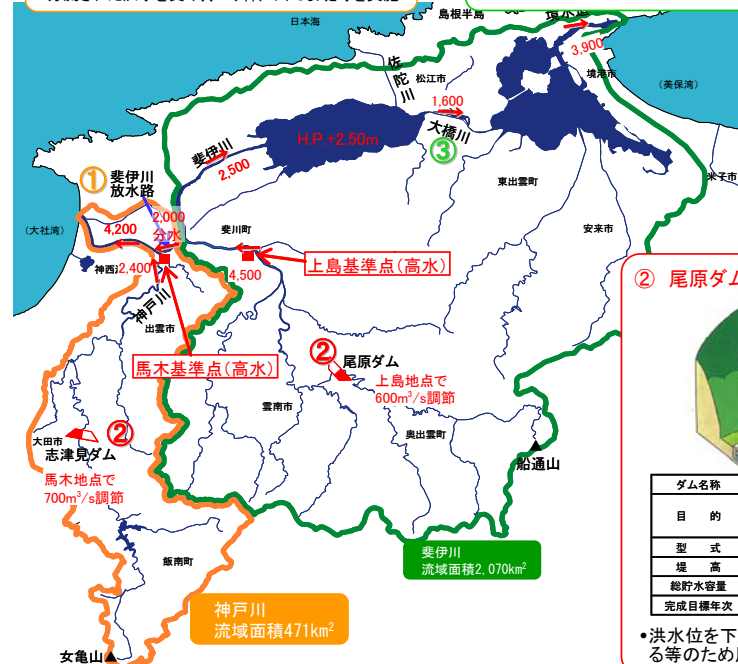 日本海
島根半島
境水道
3,900
佐陀川
松江市
境港市
(美保湾)
1,600
大橋川
③
H.P.+2.50m
斐伊川
2,500
米子市
東出雲町
安来市
① 斐伊川
放水路
2,000
分水
4,200
(大社湾)
斐川町
2,400
4,500
上島基準点(高水)
神戸川
出雲市
馬木基準点(高水)
② 尾原ダム
②
尾原ダム
上島地点で
600m³/s調節
雲南市
奥出雲町
船通山
大田市
②
志津見ダム
馬木地点で
700m³/s調節
飯南町
斐伊川
流域面積2,070km²
神戸川
流域面積471km²
女亀山
ダム名称
目 的
型 式
堤 高
総貯水容量
完成目標年次
•洪水位を下
る等のため